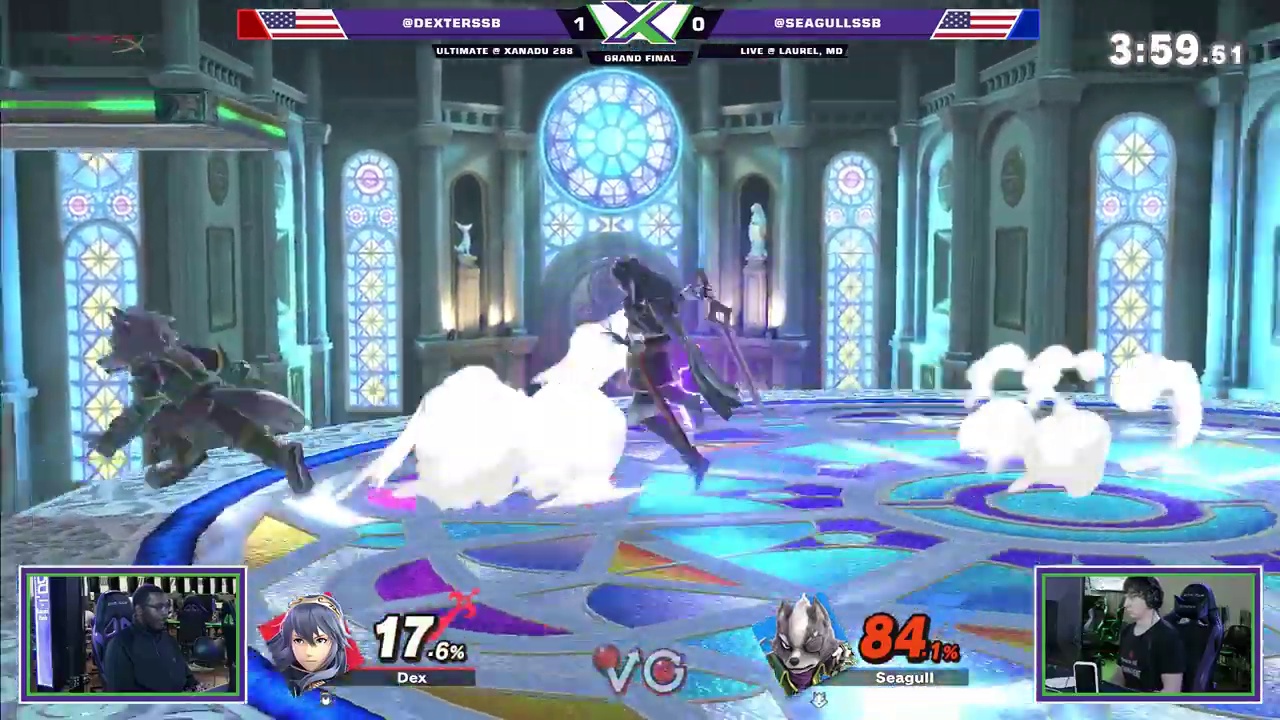 @DEXTERSSB 1 0 @SEAGULLSSB
ULTIMATE @ XANADU 288 GRAND FINAL LIVE @ LAUREL, MD
3:59.51
17.6%
Dex
84.1%
Seagull